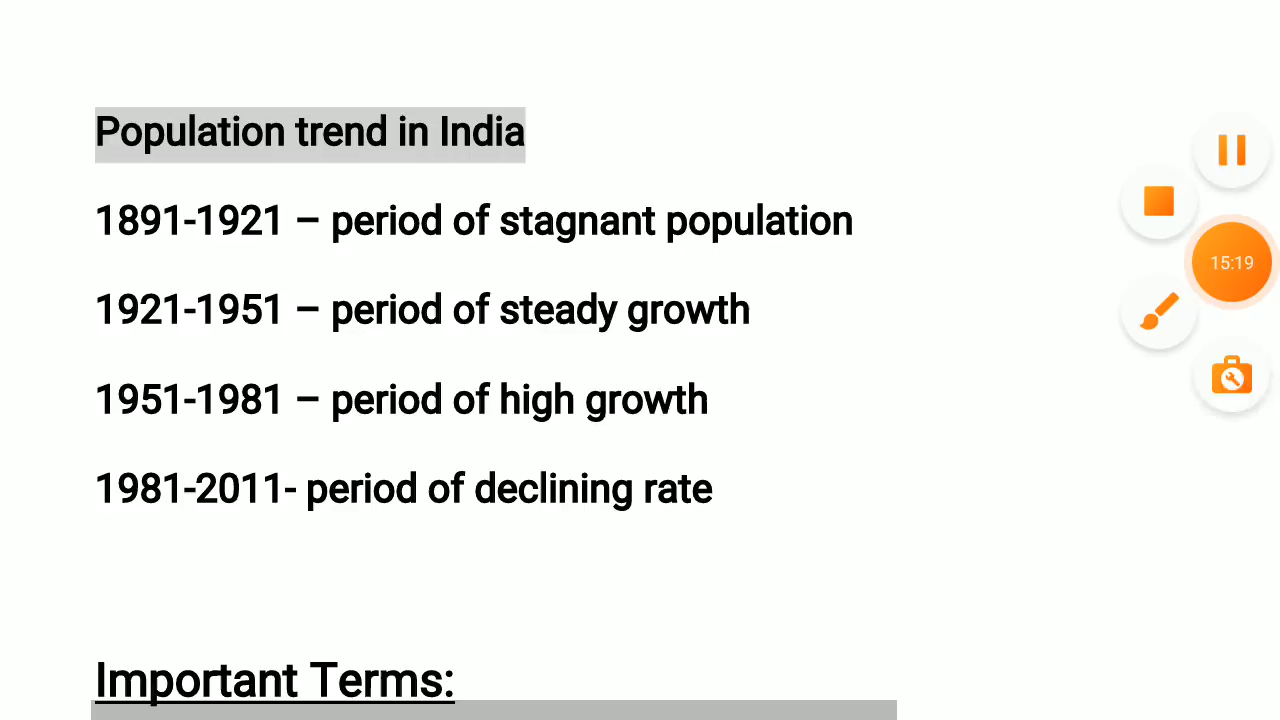 Population trend in India
1891-1921 – period of stagnant population
15:19
1921-1951 – period of steady growth
1951-1981 – period of high growth
1981-2011- period of declining rate
Important Terms: